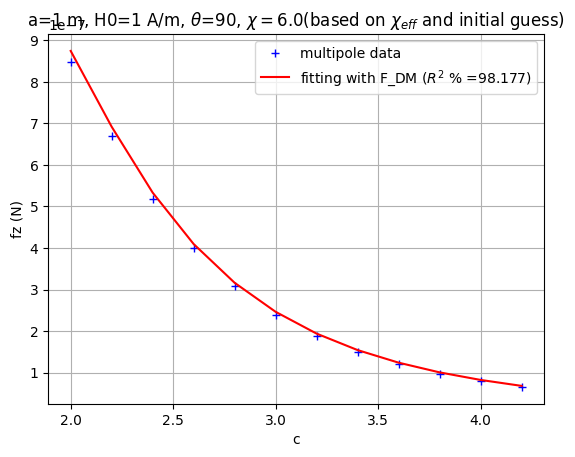 a=1 m, H0=1 A/m, θ=90, χ = 6.0(based on χ_eff and initial guess)
1e−7
multipole data
fitting with F_DM (R² % =98.177)
fz (N)
9
8
7
6
5
4
3
2
1
2.0 2.5 3.0 3.5 4.0
c